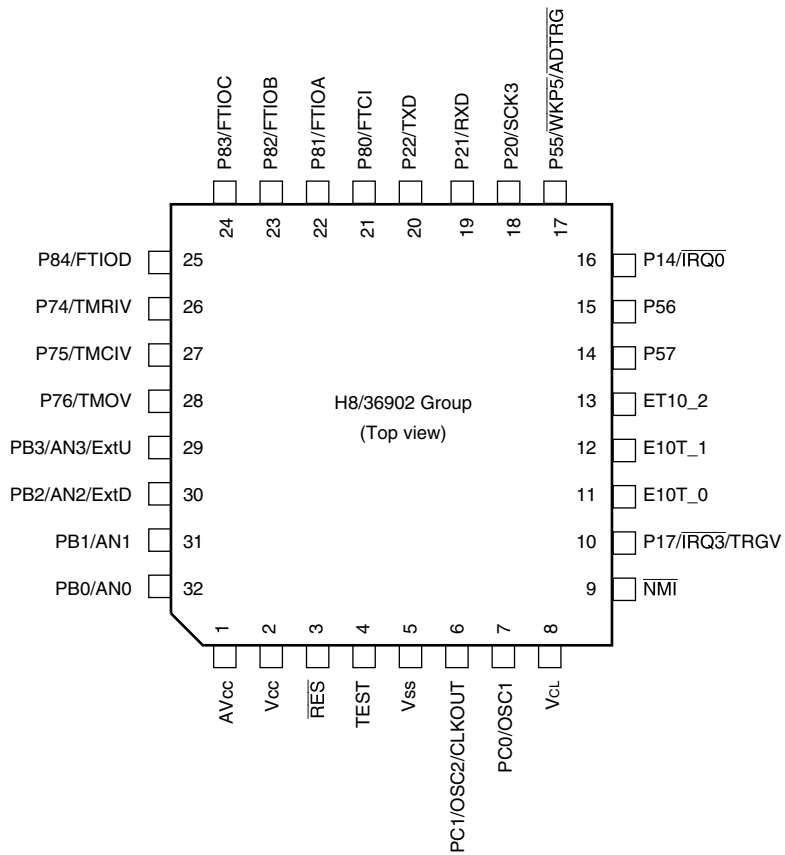 P83/FTIOC
P82/FTIOB
P81/FTIOA
P80/FTCI
P22/TXD
P21/RXD
P20/SCK3
P55/WKP5/ADTRG
24
23
22
21
20
19
18
17
P84/FTIOD
25
16
P14/IRQ0
P74/TMRIV
26
15
P56
P75/TMCIV
27
14
P57
P76/TMOV
28
H8/36902 Group
(Top view)
13
ET10_2
PB3/AN3/ExtU
29
12
E10T_1
PB2/AN2/ExtD
30
11
E10T_0
PB1/AN1
31
10
P17/IRQ3/TRGV
PB0/AN0
32
9
NMI
1
2
3
4
5
6
7
8
AVcc
Vcc
RES
TEST
Vss
PC1/OSC2/CLKOUT
PC0/OSC1
VCL